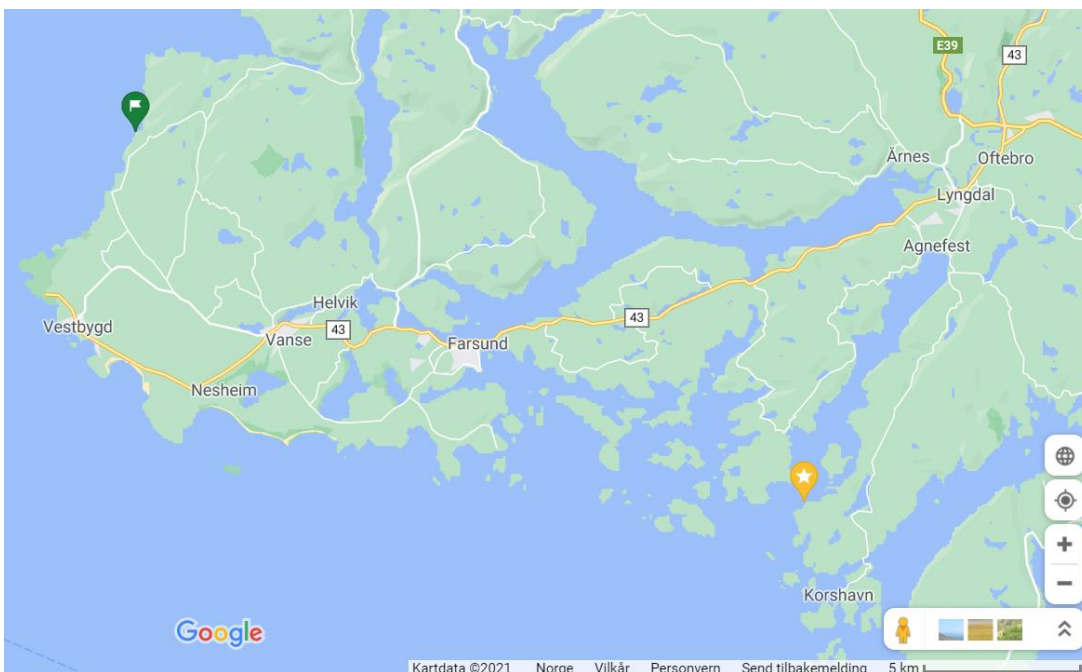 E39
43
Ärnes
Oftebro
Lyngdal
Agnefest
Helvik
Vestbygd
43
43
Vanse
Farsund
Nesheim
Korshavn
Google
Kartdata ©2021 Norge Vilkår Personvern Send tilbakemelding 5 km